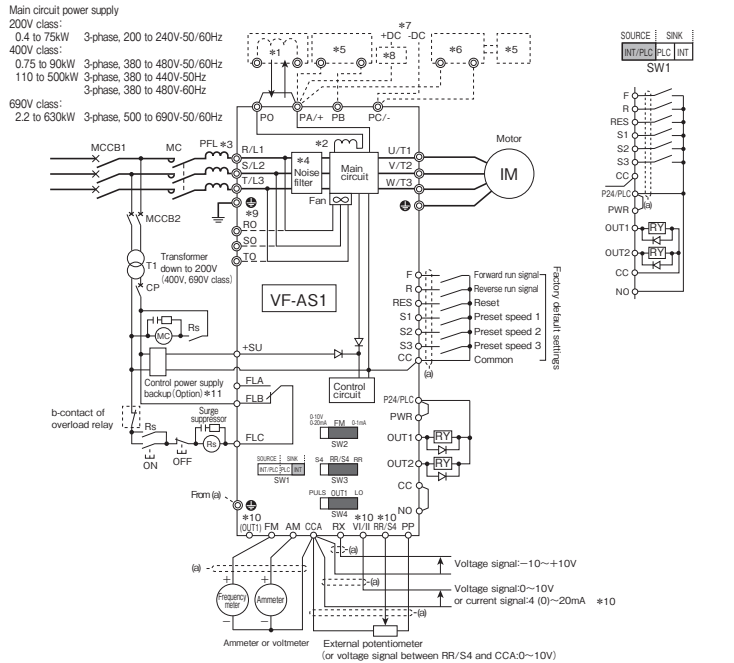 Main circuit power supply
200V class:
0.4 to 75kW 3-phase, 200 to 240V-50/60Hz
400V class:
0.75 to 90kW 3-phase, 380 to 480V-50/60Hz
110 to 500kW 3-phase, 380 to 440V-50Hz
3-phase, 380 to 480V-60Hz
690V class:
2.2 to 630kW 3-phase, 500 to 690V-50/60Hz
*7
+DC -DC
*1 *5 *8 *6 *5
PO PA/+ PB PC/-
MCCB1 MC PFL *3
R/L1
S/L2
T/L3
*4
Noise
filter
*2
Main
circuit
Fan
U/T1
V/T2
W/T3
Motor
IM
*9
RO
SO
TO
MCCB2
T1
Transformer
down to 200V
(400V, 690V class)
CP
MC
Rs
VF-AS1
+SU
Control power supply
backup(Option)*11
FLA
FLB
FLC
Control
circuit
b-contact of
overload relay
Rs
ON
OFF
Surge
suppressor
Rs
From (a)
F Forward run signal
R Reverse run signal
RES Reset
S1 Preset speed 1
S2 Preset speed 2
S3 Preset speed 3
CC Common
(a)
Factory default settings
P24/PLC
PWR
OUT1 RY
OUT2 RY
CC
NO
0-10V
0-20mA FM 0-1mA
SW2
SOURCE SINK
INT/PLC PLC INT
SW1
S4 RR/S4 RR
SW3
PULS OUT1 LO
SW4
*10
(OUT1) FM AM CCA RX VI/II RR/S4 PP
*10 *10
(a)
(a)
(a)
(a)
+ +
Frequency
meter
Ammeter
− −
Ammeter or voltmeter
Voltage signal:−10~+10V
Voltage signal:0~10V
or current signal:4 (0)~20mA *10
External potentiometer
(or voltage signal between RR/S4 and CCA:0~10V)
SOURCE SINK
INT/PLC PLC INT
SW1
F
R
RES
S1
S2
S3
CC
P24/PLC
(a)
PWR
OUT1 RY
OUT2 RY
CC
NO